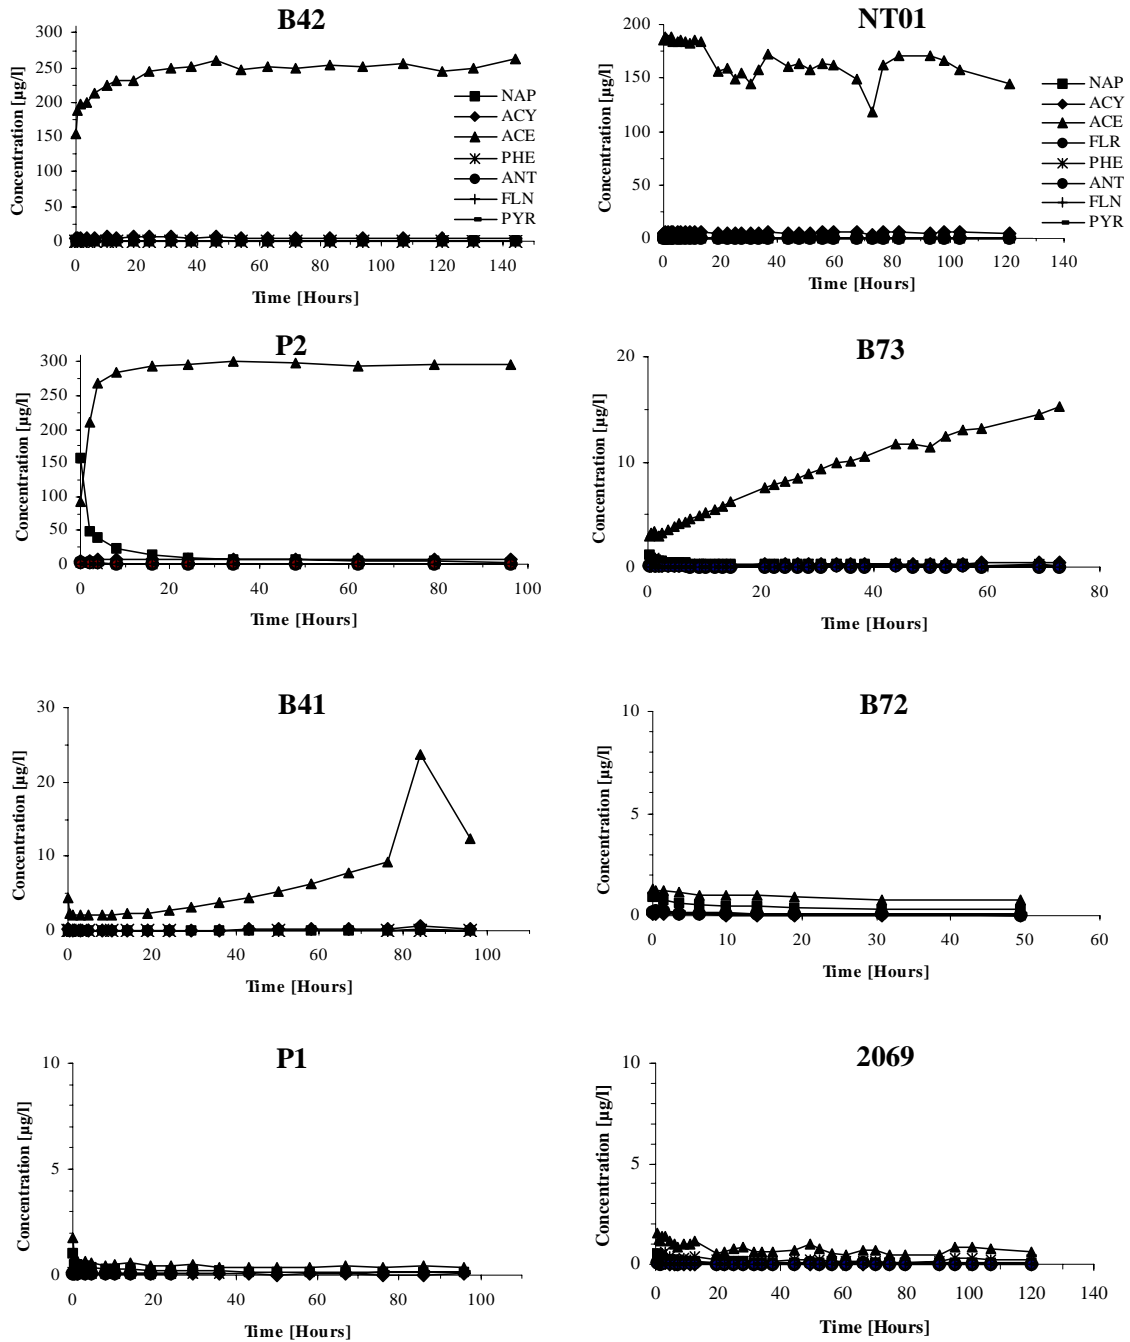 B42
Concentration [µg/l]
300
250
200
150
100
50
0
0 20 40 60 80 100 120 140
Time [Hours]
NAP
ACY
ACE
PHE
ANT
FLN
PYR
NT01
Concentration [µg/l]
200
150
100
50
0
0 20 40 60 80 100 120 140
Time [Hours]
NAP
ACY
ACE
FLR
PHE
ANT
FLN
PYR
P2
Concentration [µg/l]
300
250
200
150
100
50
0
0 20 40 60 80 100
Time [Hours]
B73
Concentration [µg/l]
20
10
0
0 20 40 60 80
Time [Hours]
B41
Concentration [µg/l]
30
20
10
0
0 20 40 60 80 100
Time [Hours]
B72
Concentration [µg/l]
10
5
0
0 10 20 30 40 50 60
Time [Hours]
P1
Concentration [µg/l]
10
5
0
0 20 40 60 80 100
Time [Hours]
2069
Concentration [µg/l]
10
5
0
0 20 40 60 80 100 120 140
Time [Hours]